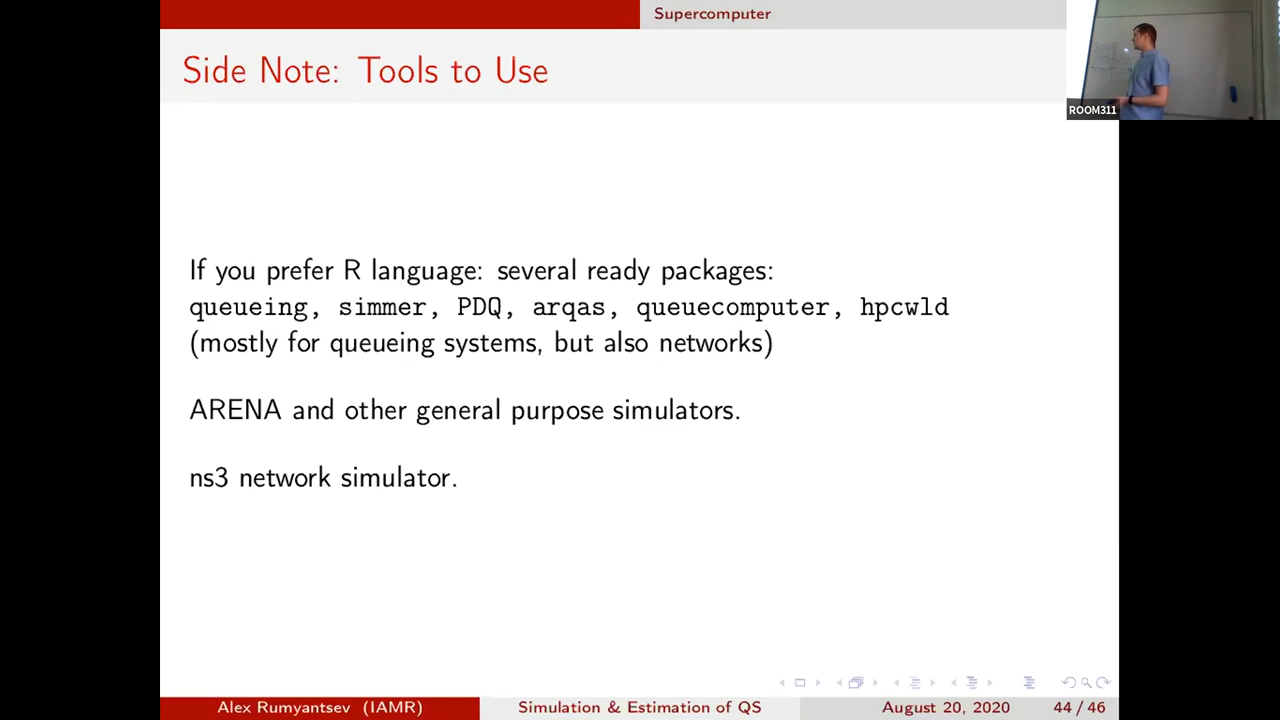 Supercomputer
Side Note: Tools to Use
ROOM311
If you prefer R language: several ready packages:
queueing, simmer, PDQ, arqas, queuecomputer, hpcwld
(mostly for queueing systems, but also networks)
ARENA and other general purpose simulators.
ns3 network simulator.
Alex Rumyantsev (IAMR) Simulation & Estimation of QS August 20, 2020 44 / 46